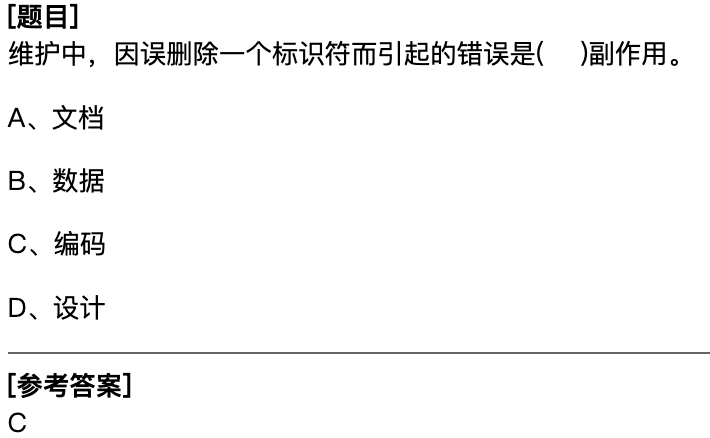 [题目]
维护中，因误删除一个标识符而引起的错误是(    )副作用。
A、文档
B、数据
C、编码
D、设计
[参考答案]
C